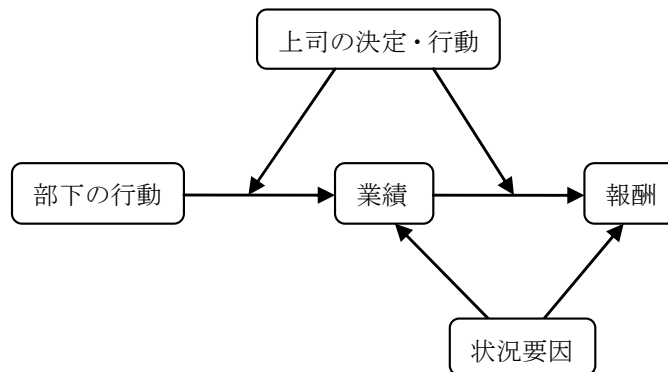 上司の決定・行動
部下の行動
業績
報酬
状況要因